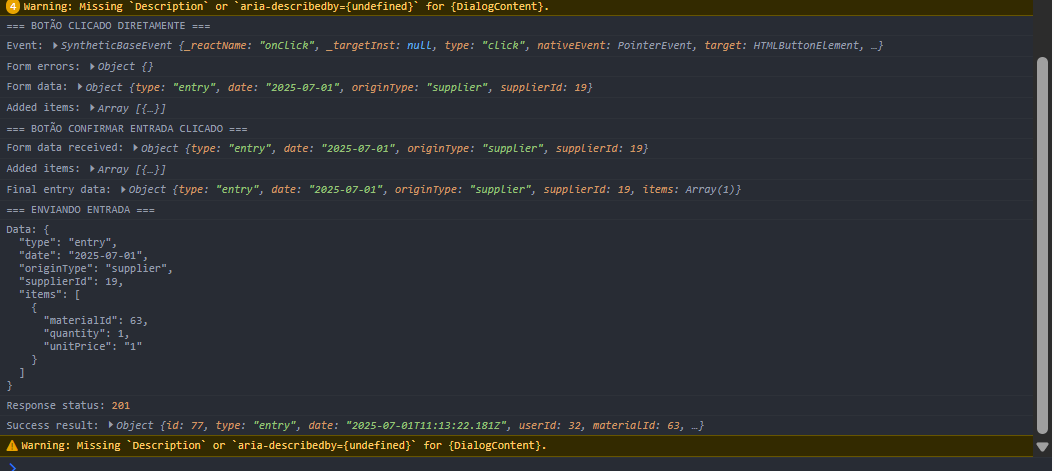 4 Warning: Missing `Description` or `aria-describedby={undefined}` for {DialogContent}.
=== BOTÃO CLICADO DIRETAMENTE ===
Event: ▶SyntheticBaseEvent {_reactName: "onClick", _targetInst: null, type: "click", nativeEvent: PointerEvent, target: HTMLButtonElement, …}
Form errors: ▶Object {}
Form data: ▶Object {type: "entry", date: "2025-07-01", originType: "supplier", supplierId: 19}
Added items: ▶Array [{…}]
=== BOTÃO CONFIRMAR ENTRADA CLICADO ===
Form data received: ▶Object {type: "entry", date: "2025-07-01", originType: "supplier", supplierId: 19}
Added items: ▶Array [{…}]
Final entry data: ▶Object {type: "entry", date: "2025-07-01", originType: "supplier", supplierId: 19, items: Array(1)}
=== ENVIANDO ENTRADA ===
Data: {
  "type": "entry",
  "date": "2025-07-01",
  "originType": "supplier",
  "supplierId": 19,
  "items": [
    {
      "materialId": 63,
      "quantity": 1,
      "unitPrice": "1"
    }
  ]
}
Response status: 201
Success result: ▶Object {id: 77, type: "entry", date: "2025-07-01T11:13:22.181Z", userId: 32, materialId: 63, …}
Warning: Missing `Description` or `aria-describedby={undefined}` for {DialogContent}.